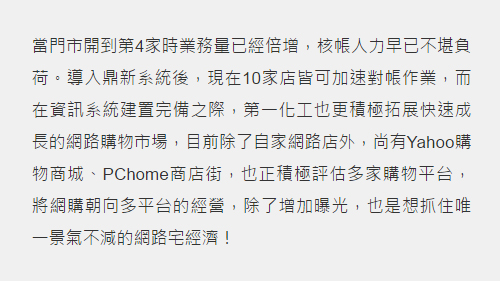 當門市開到第4家時業務量已經倍增，核帳人力早已不堪負
荷。導入鼎新系統後，現在10家店皆可加速對帳作業，而
在資訊系統建置完備之際，第一化工也更積極拓展快速成
長的網路購物市場，目前除了自家網路店外，尚有Yahoo購
物商城、PChome商店街，也正積極評估多家購物平台，
將網購朝向多平台的經營，除了增加曝光，也是想抓住唯
一景氣不減的網路宅經濟！